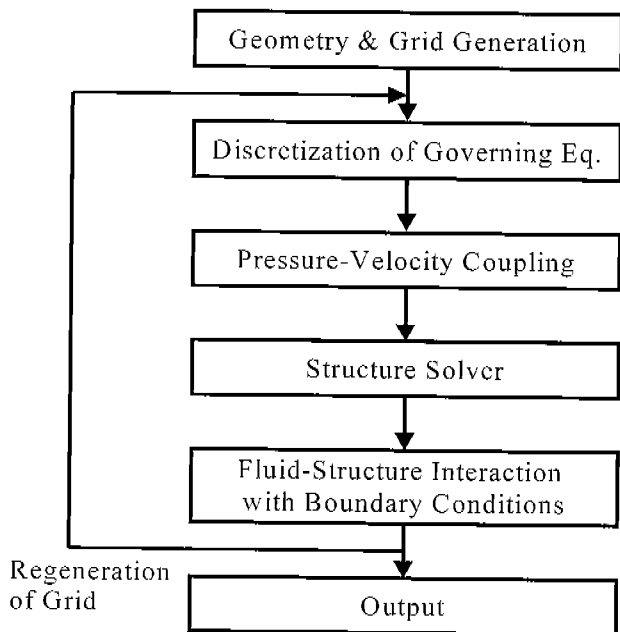 Geometry & Grid Generation
Discretization of Governing Eq.
Pressure-Velocity Coupling
Structure Solver
Fluid-Structure Interaction
with Boundary Conditions
Regeneration
of Grid
Output